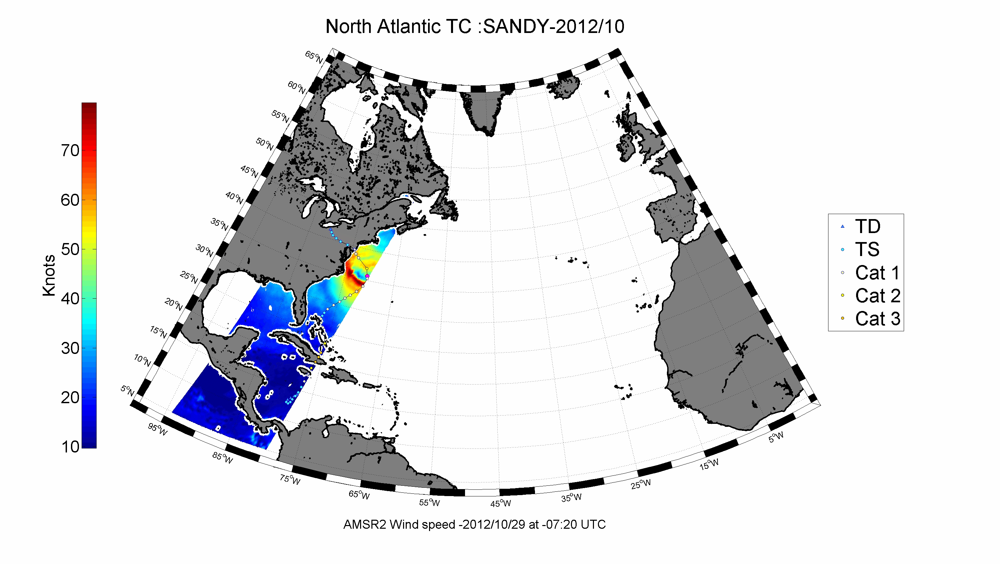 North Atlantic TC :SANDY-2012/10
65°N
60°N
55°N
50°N
45°N
40°N
35°N
30°N
25°N
20°N
15°N
10°N
5°N
95°W
85°W
75°W
65°W
55°W
45°W
35°W
25°W
15°W
5°W
Knots
70
60
50
40
30
20
10
TD
TS
Cat 1
Cat 2
Cat 3
AMSR2 Wind speed -2012/10/29 at -07:20 UTC